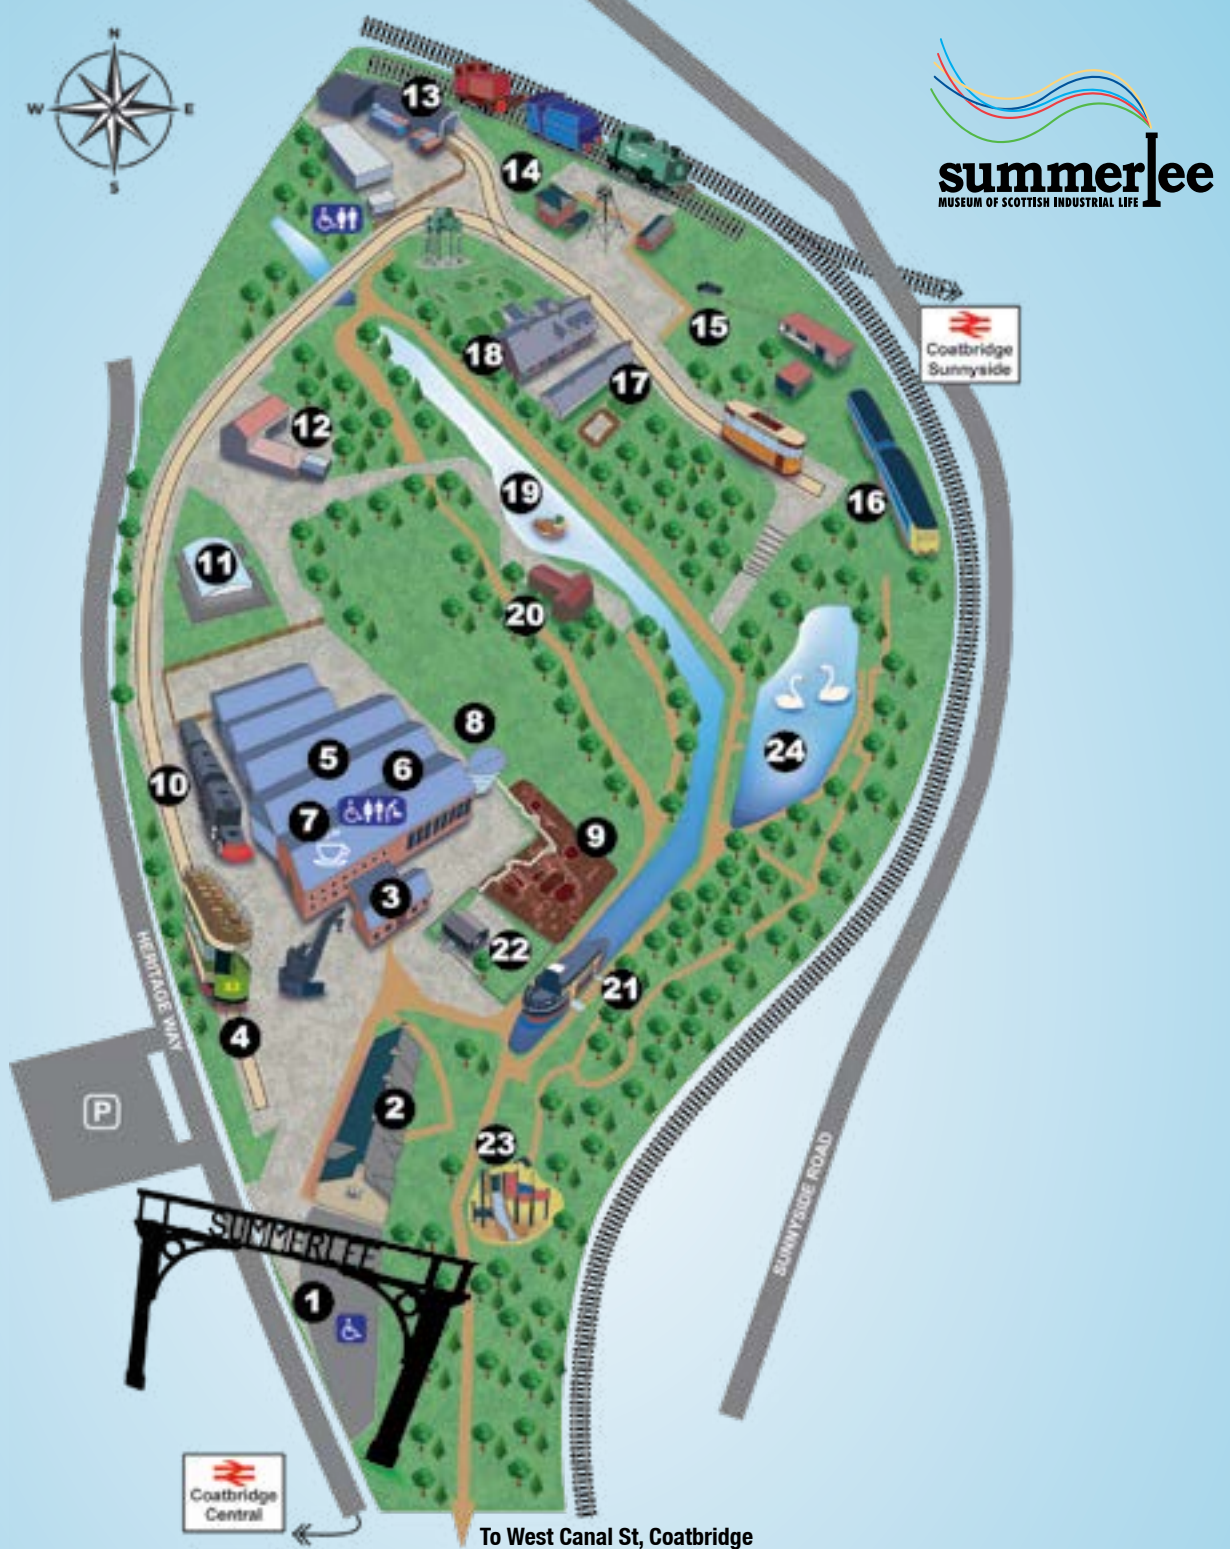 N
W
E
S
summerlee
MUSEUM OF SCOTTISH INDUSTRIAL LIFE
13
14
15
Coatbridge
Sunnyside
18
17
12
16
19
11
20
8
24
5
6
10
7
9
3
22
21
HERITAGE WAY
4
P
2
23
SUNNYSIDE ROAD
SUMMERLEE
1
Coatbridge
Central
To West Canal St, Coatbridge